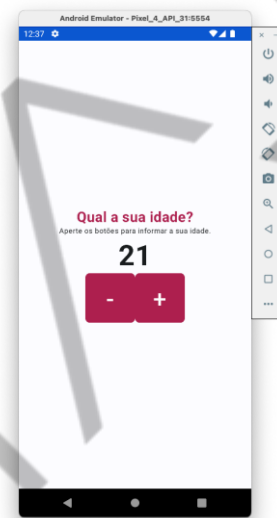 Android Emulator - Pixel_4_API_31:5554
12:37
Qual a sua idade?
Aperte os botões para informar a sua idade.
21
- +